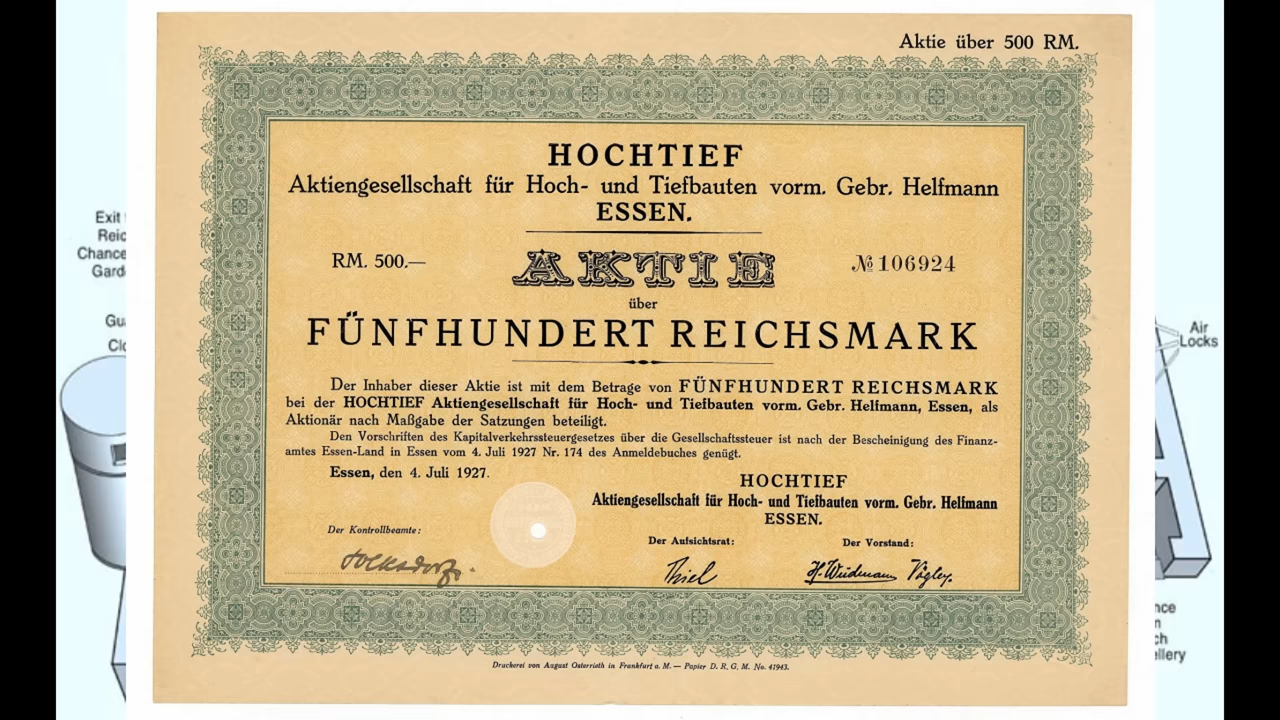 Aktie über 500 RM.
HOCHTIEF
Aktiengesellschaft für Hoch- und Tiefbauten vorm. Gebr. Helfmann
ESSEN.
RM. 500.— AKTIE № 106924
über
FÜNFHUNDERT REICHSMARK
Der Inhaber dieser Aktie ist mit dem Betrage von FÜNFHUNDERT REICHSMARK
bei der HOCHTIEF Aktiengesellschaft für Hoch- und Tiefbauten vorm. Gebr. Helfmann, Essen, als
Aktionär nach Maßgabe der Satzungen beteiligt.
Den Vorschriften des Kapitalverkehrssteuergesetzes über die Gesellschaftssteuer ist nach der Bescheinigung des Finanz-
amtes Essen-Land in Essen vom 4. Juli 1927 Nr. 174 des Anmeldebuches genügt.
Essen, den 4. Juli 1927.
HOCHTIEF
Aktiengesellschaft für Hoch- und Tiefbauten vorm. Gebr. Helfmann
ESSEN.
Der Kontrollbeamte:
Der Aufsichtsrat:
Der Vorstand:
Thiel
Druckerei von August Osterrieth in Frankfurt a. M. — Papier D. R. G. M. No. 41943.
Exit
Air
Locks